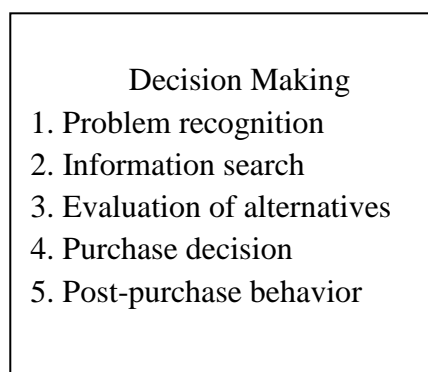 Decision Making
1. Problem recognition
2. Information search
3. Evaluation of alternatives
4. Purchase decision
5. Post-purchase behavior